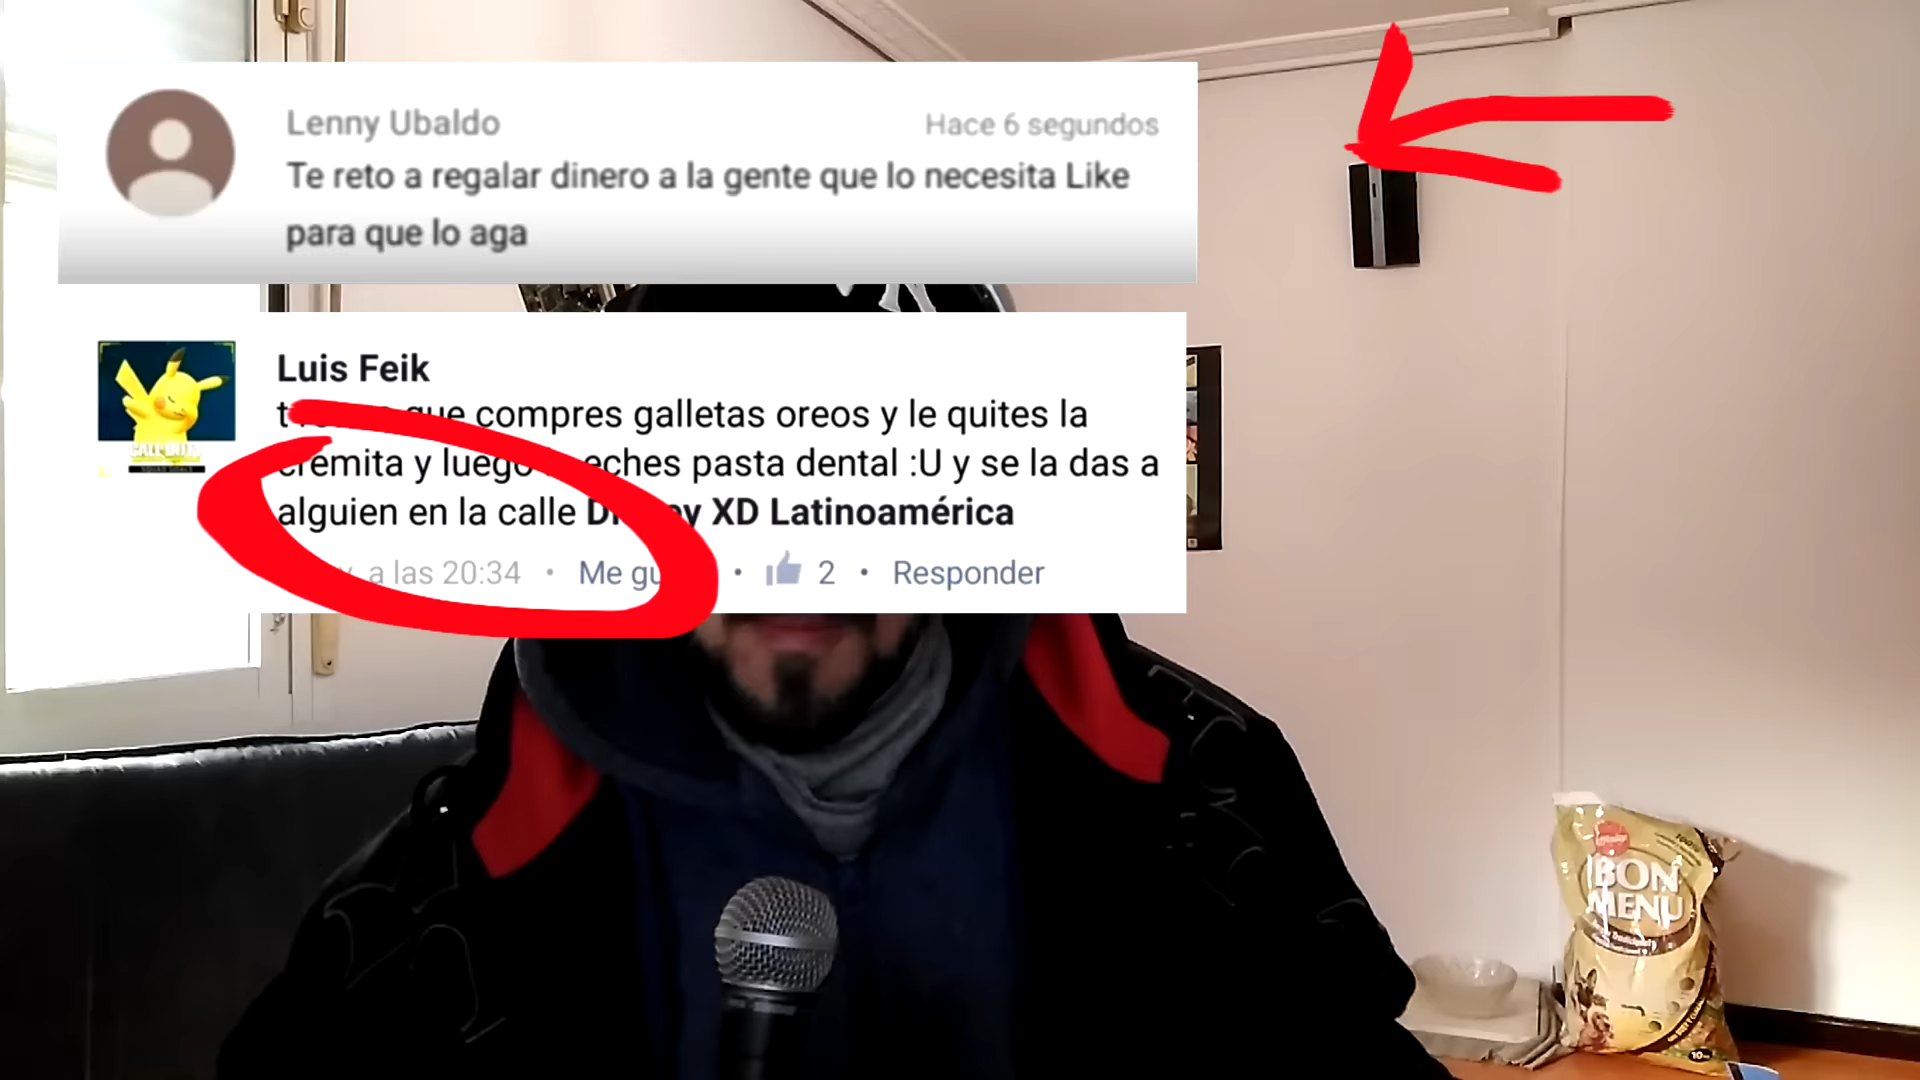 Lenny Ubaldo
Hace 6 segundos
Te reto a regalar dinero a la gente que lo necesita Like
para que lo aga
Luis Feik
que compres galletas oreos y le quites la
cremita y luego eches pasta dental :U y se la das a
alguien en la calle XD Latinoamérica
a las 20:34 · Me · 2 · Responder
BON
MENU